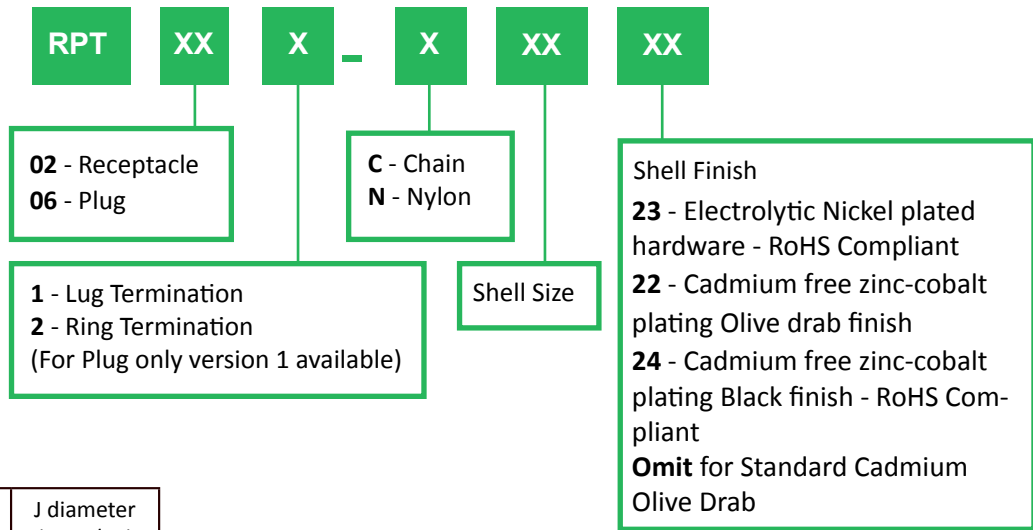 RPT XX X - X XX XX
02 - Receptacle
06 - Plug
C - Chain
N - Nylon
Shell Finish
23 - Electrolytic Nickel plated
hardware - RoHS Compliant
22 - Cadmium free zinc-cobalt
plating Olive drab finish
24 - Cadmium free zinc-cobalt
plating Black finish - RoHS Com-
pliant
Omit for Standard Cadmium
Olive Drab
1 - Lug Termination
2 - Ring Termination
(For Plug only version 1 available)
Shell Size
J diameter